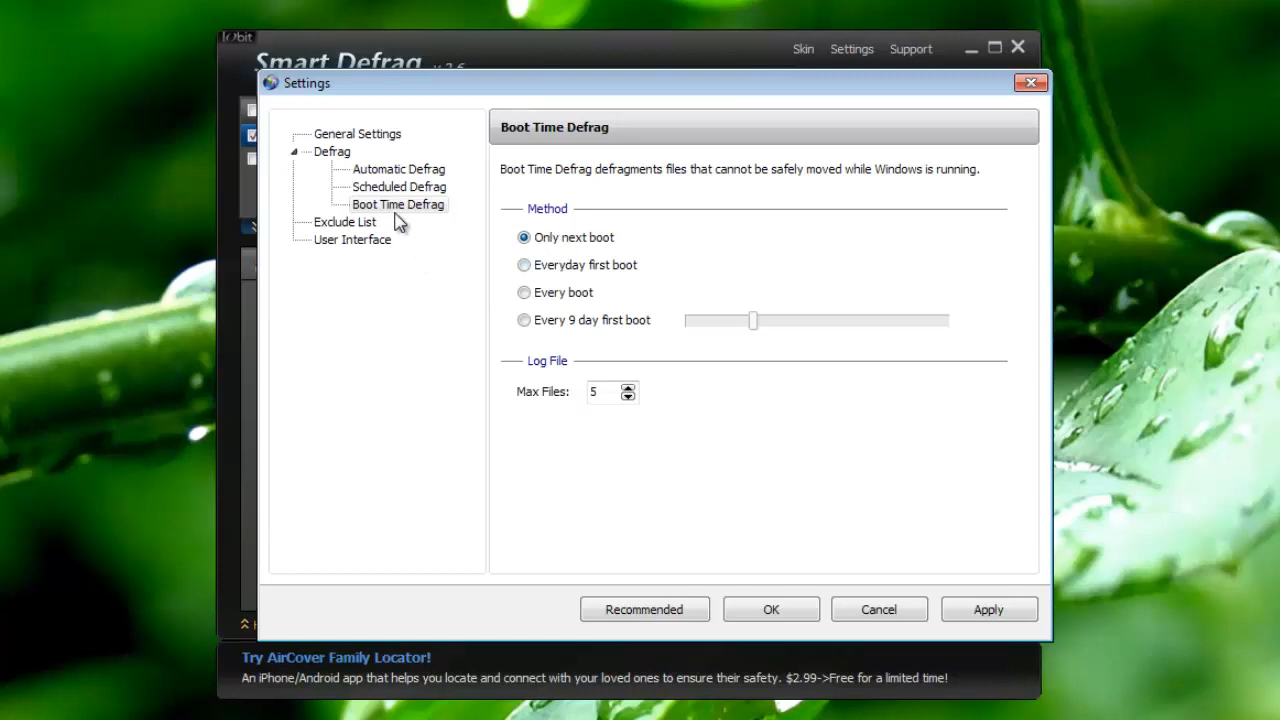 IObit
Smart Defrag v 2.6
Skin Settings Support
Settings
General Settings
Defrag
Automatic Defrag
Scheduled Defrag
Boot Time Defrag
Exclude List
User Interface
Boot Time Defrag
Boot Time Defrag defragments files that cannot be safely moved while Windows is running.
Method
Only next boot
Everyday first boot
Every boot
Every 9 day first boot
Log File
Max Files: 5
Recommended OK Cancel Apply
Try AirCover Family Locator!
An iPhone/Android app that helps you locate and connect with your loved ones to ensure their safety. $2.99->Free for a limited time!